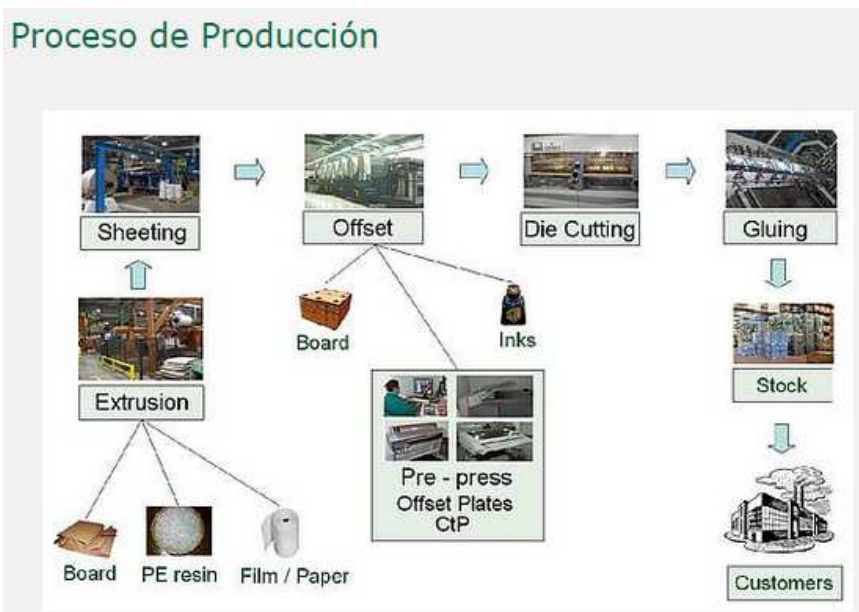 Proceso de Producción
Sheeting
Offset
Die Cutting
Gluing
Board
Inks
Extrusion
Stock
Pre - press
Offset Plates
CtP
Board
PE resin
Film / Paper
Customers